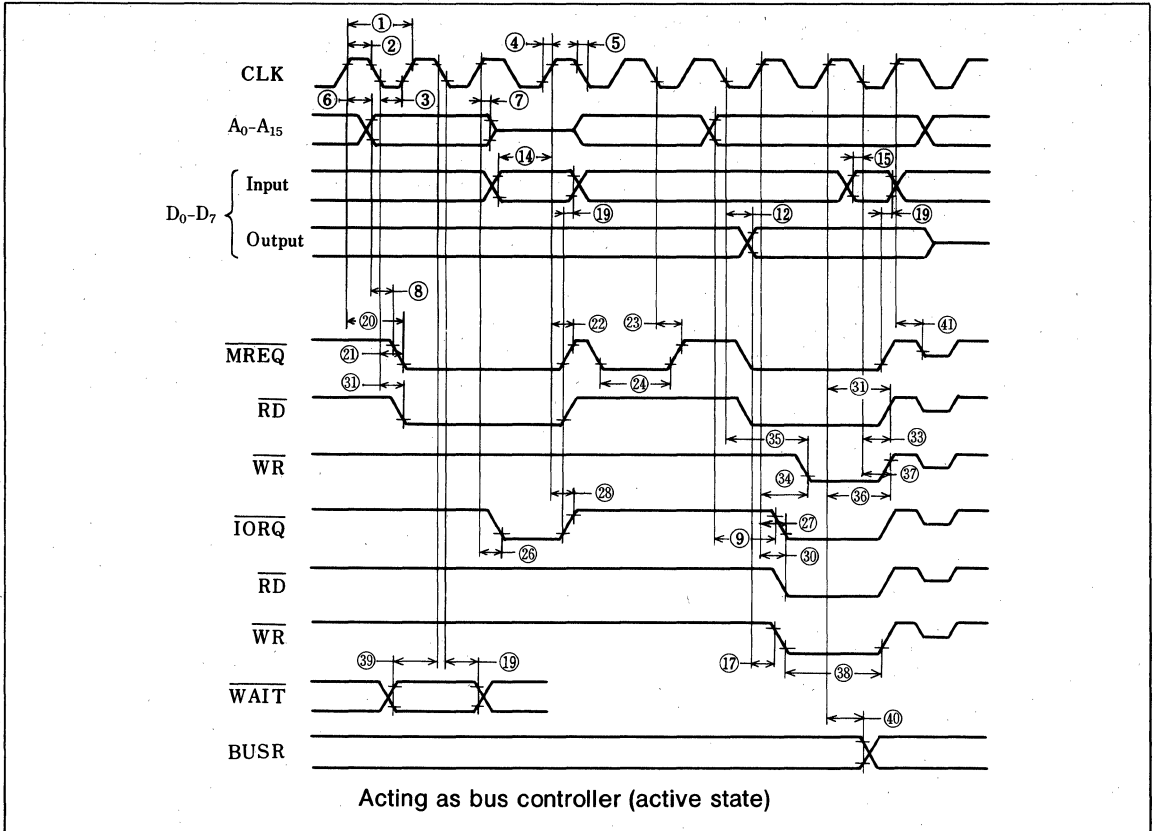 ①
②
④
⑤
CLK
⑥
③
⑦
A₀-A₁₅
⑭
⑮
Input
D₀-D₇
⑲
⑫
⑲
Output
⑧
⑳
㉒
㉓
㊶
MREQ
㉑
㉔
㉛
㉛
RD
㉟
㉝
WR
㉞
㊲
㊱
㉘
IORQ
㉗
⑨
㉖
㉚
RD
WR
㊴
⑲
⑰
㊳
WAIT
㊵
BUSR
Acting as bus controller (active state)